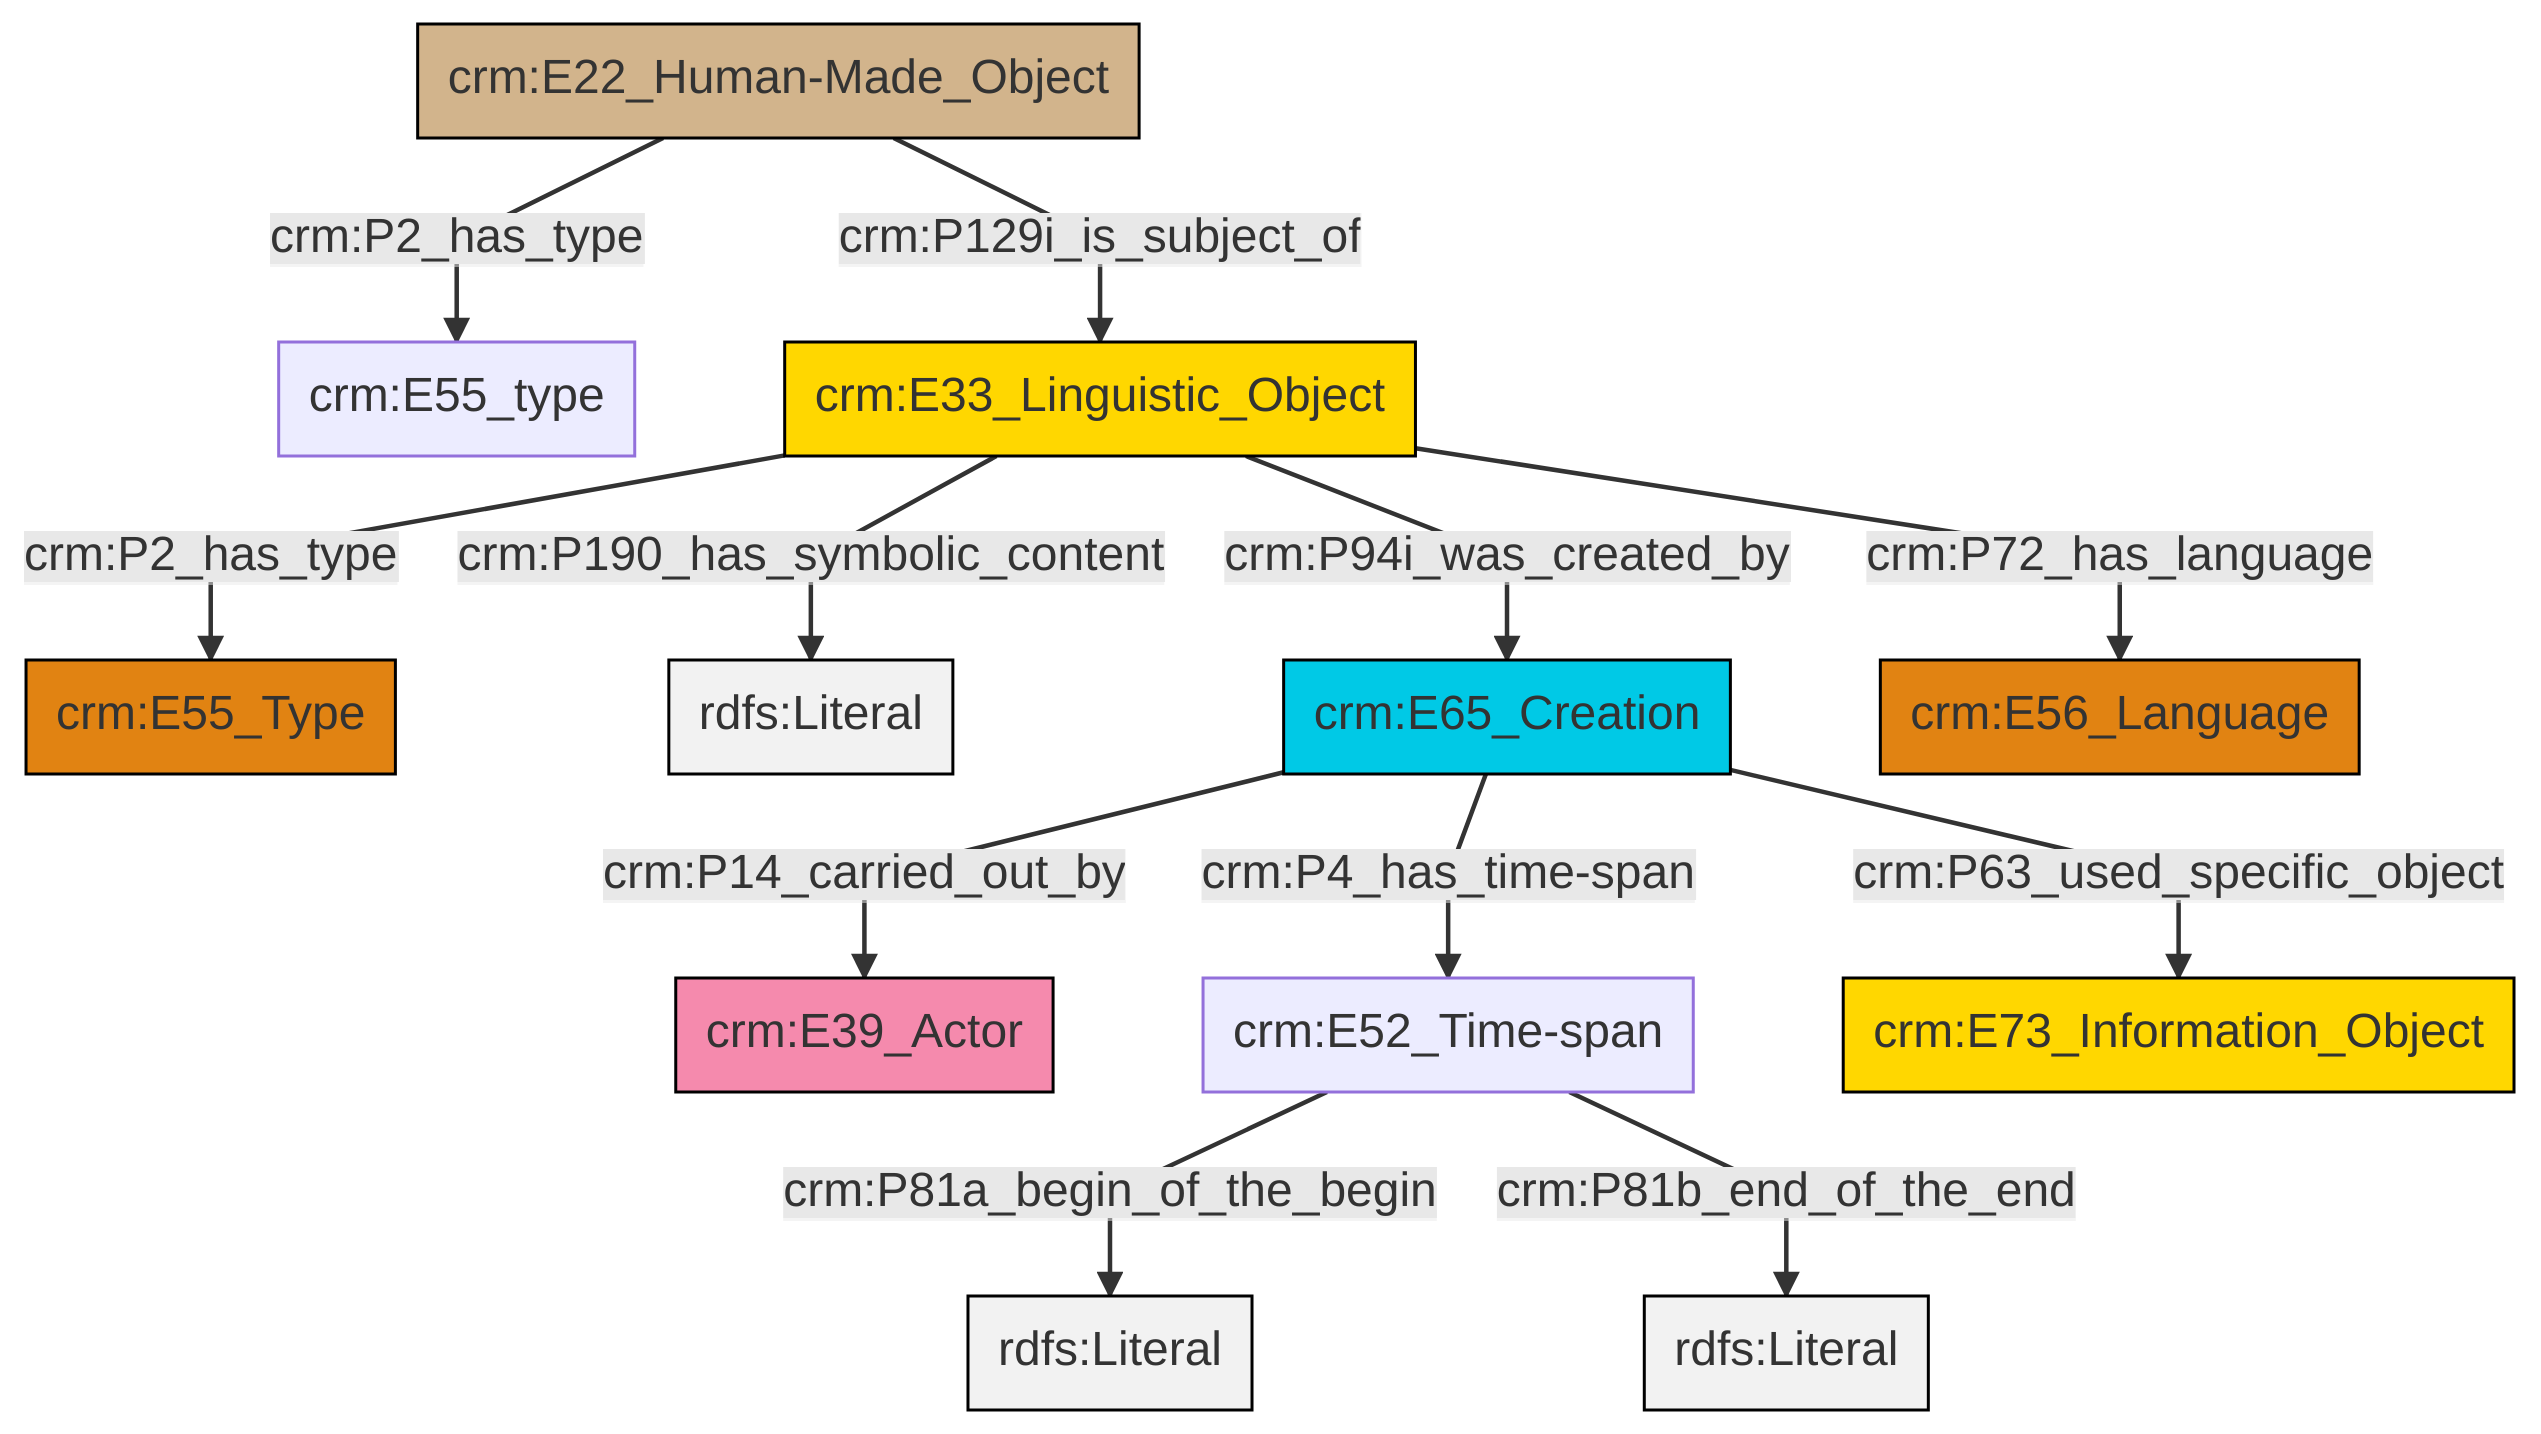 crm:E22_Human-Made_Object
crm:P2_has_type
crm:P129i_is_subject_of
crm:E55_type
crm:E33_Linguistic_Object
crm:P2_has_type
crm:P190_has_symbolic_content
crm:P94i_was_created_by
crm:P72_has_language
crm:E55_Type
rdfs:Literal
crm:E65_Creation
crm:E56_Language
crm:P14_carried_out_by
crm:P4_has_time-span
crm:P63_used_specific_object
crm:E39_Actor
crm:E52_Time-span
crm:E73_Information_Object
crm:P81a_begin_of_the_begin
crm:P81b_end_of_the_end
rdfs:Literal
rdfs:Literal